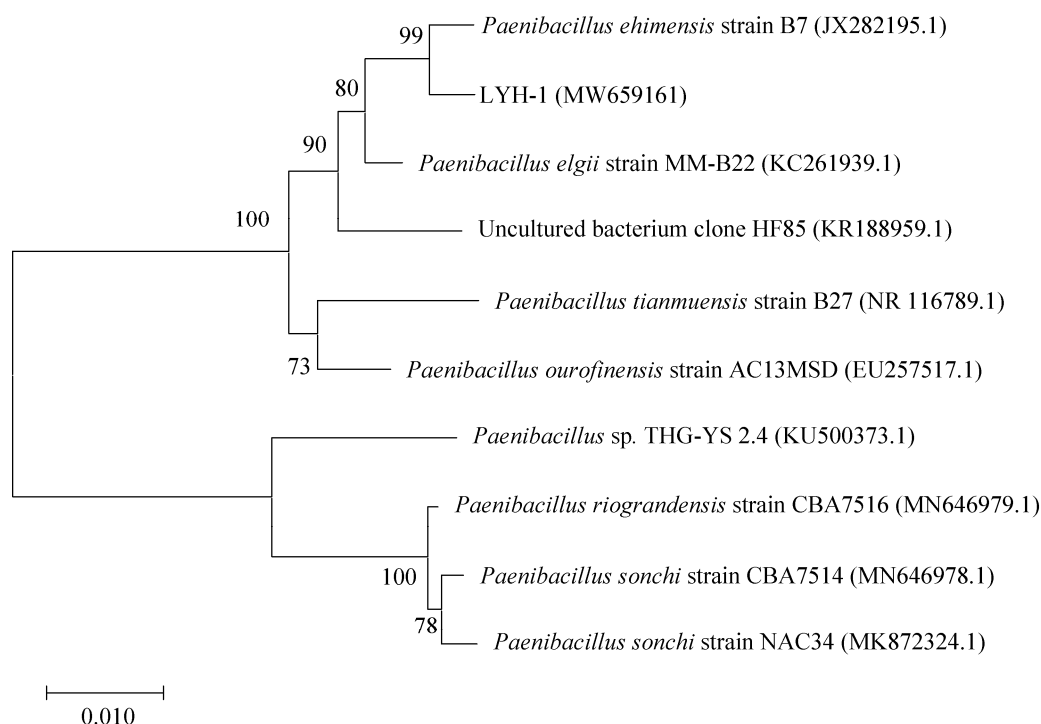 99
Paenibacillus ehimensis strain B7 (JX282195.1)
80
LYH-1 (MW659161)
90
Paenibacillus elgii strain MM-B22 (KC261939.1)
100
Uncultured bacterium clone HF85 (KR188959.1)
Paenibacillus tianmuensis strain B27 (NR 116789.1)
73
Paenibacillus ourofinensis strain AC13MSD (EU257517.1)
Paenibacillus sp. THG-YS 2.4 (KU500373.1)
Paenibacillus riograndensis strain CBA7516 (MN646979.1)
100
Paenibacillus sonchi strain CBA7514 (MN646978.1)
78
Paenibacillus sonchi strain NAC34 (MK872324.1)
0.010